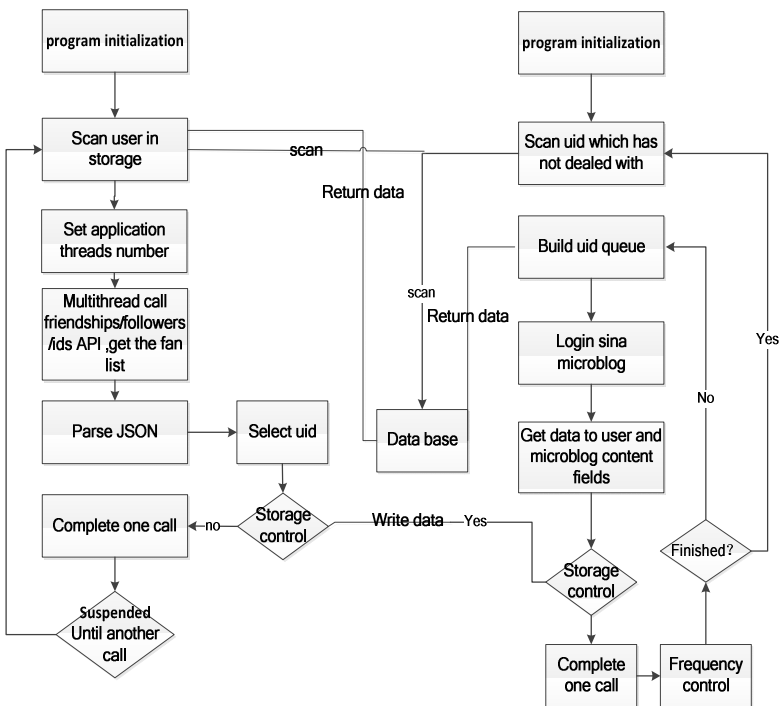 program initialization
Scan user in
storage
Set application
threads number
Multithread call
friendships/followers
/ids API ,get the fan
list
Parse JSON
Select uid
Storage
control
no
Complete one call
Suspended
Until another
call
scan
Return data
scan
Return data
Data base
Write data
Yes
program initialization
Scan uid which has
not dealed with
Build uid queue
Login sina
microblog
Get data to user and
microblog content
fields
Storage
control
Complete
one call
Frequency
control
Finished？
No
Yes